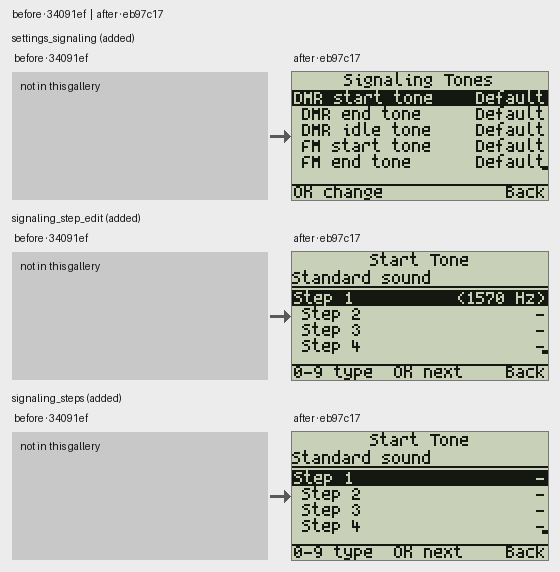 before · 34091ef | after · eb97c17
settings_signaling (added)
before · 34091ef after · eb97c17
not in this gallery
Signaling Tones
DMR start tone Default
DMR end tone Default
DMR idle tone Default
FM start tone Default
FM end tone Default
OK change Back
signaling_step_edit (added)
before · 34091ef after · eb97c17
not in this gallery
Start Tone
Standard sound
Step 1 (1570 Hz)
Step 2 -
Step 3 -
Step 4 -
0-9 type OK next Back
signaling_steps (added)
before · 34091ef after · eb97c17
not in this gallery
Start Tone
Standard sound
Step 1 -
Step 2 -
Step 3 -
Step 4 -
0-9 type OK next Back